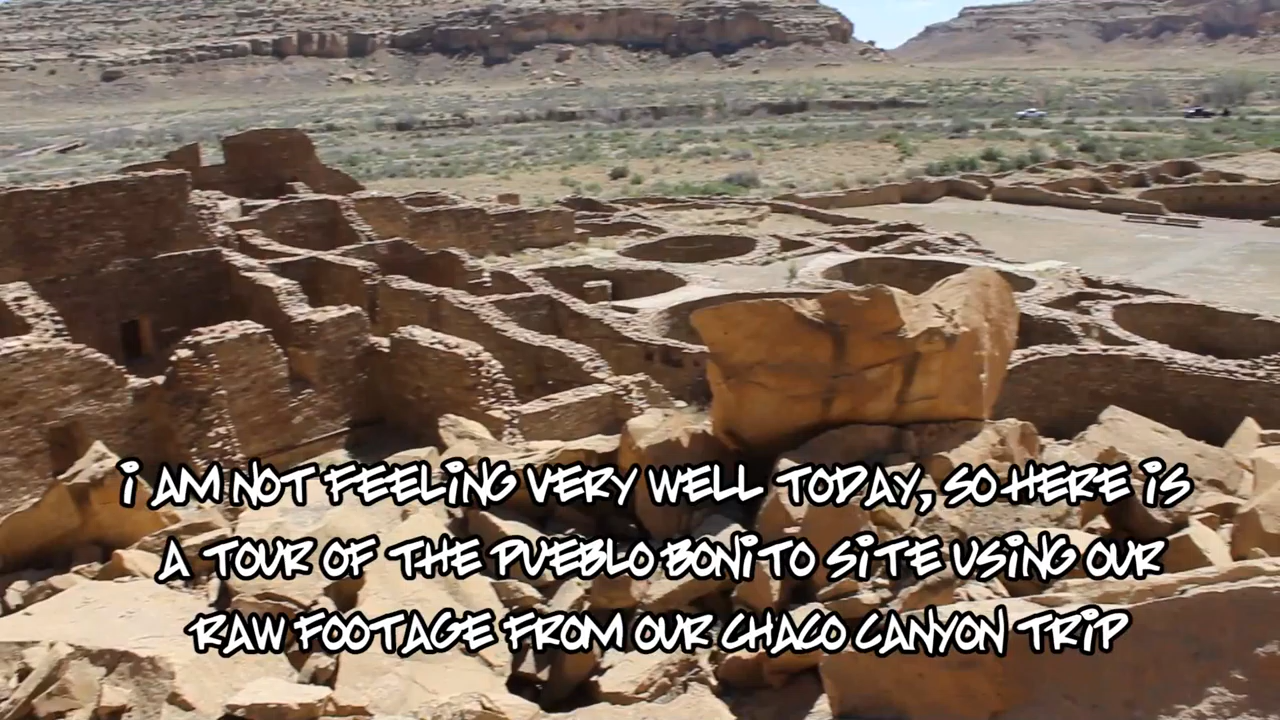 I AM NOT FEELING VERY WELL TODAY, SO HERE IS
A TOUR OF THE PUEBLO BONITO SITE USING OUR
RAW FOOTAGE FROM OUR CHACO CANYON TRIP